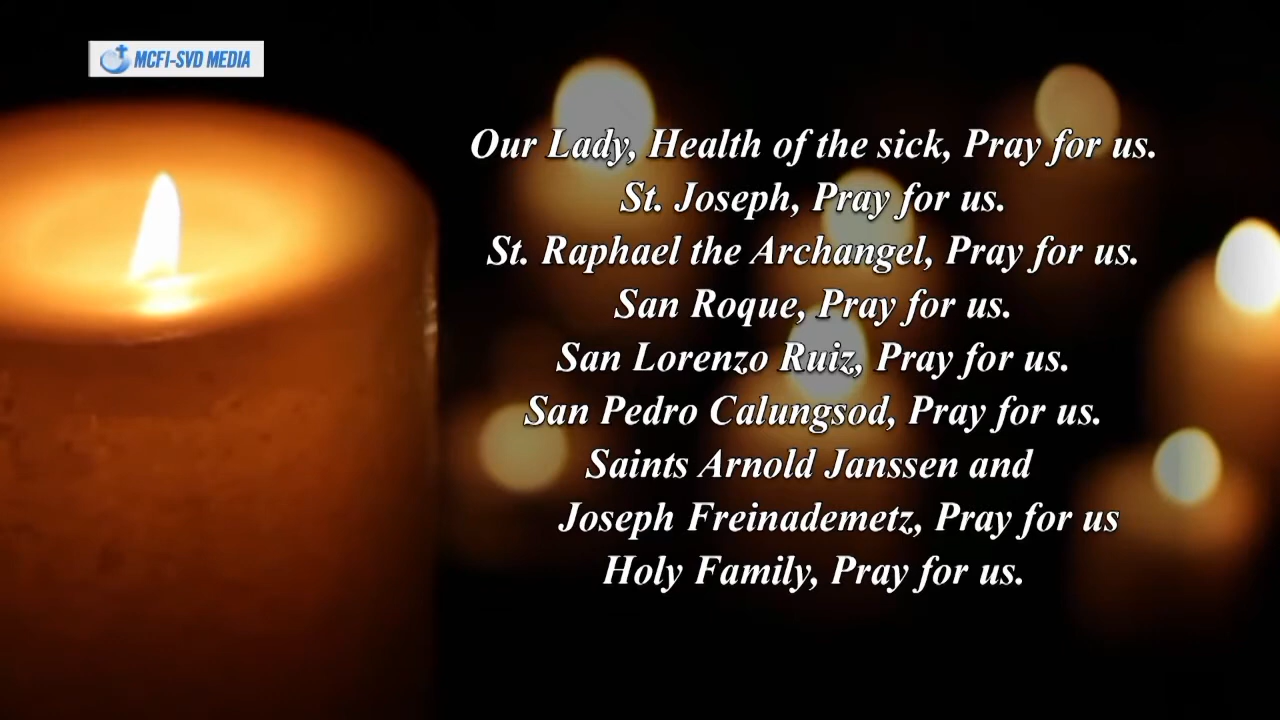 MCFI-SVD MEDIA
Our Lady, Health of the sick, Pray for us.
St. Joseph, Pray for us.
St. Raphael the Archangel, Pray for us.
San Roque, Pray for us.
San Lorenzo Ruiz, Pray for us.
San Pedro Calungsod, Pray for us.
Saints Arnold Janssen and
Joseph Freinademetz, Pray for us
Holy Family, Pray for us.